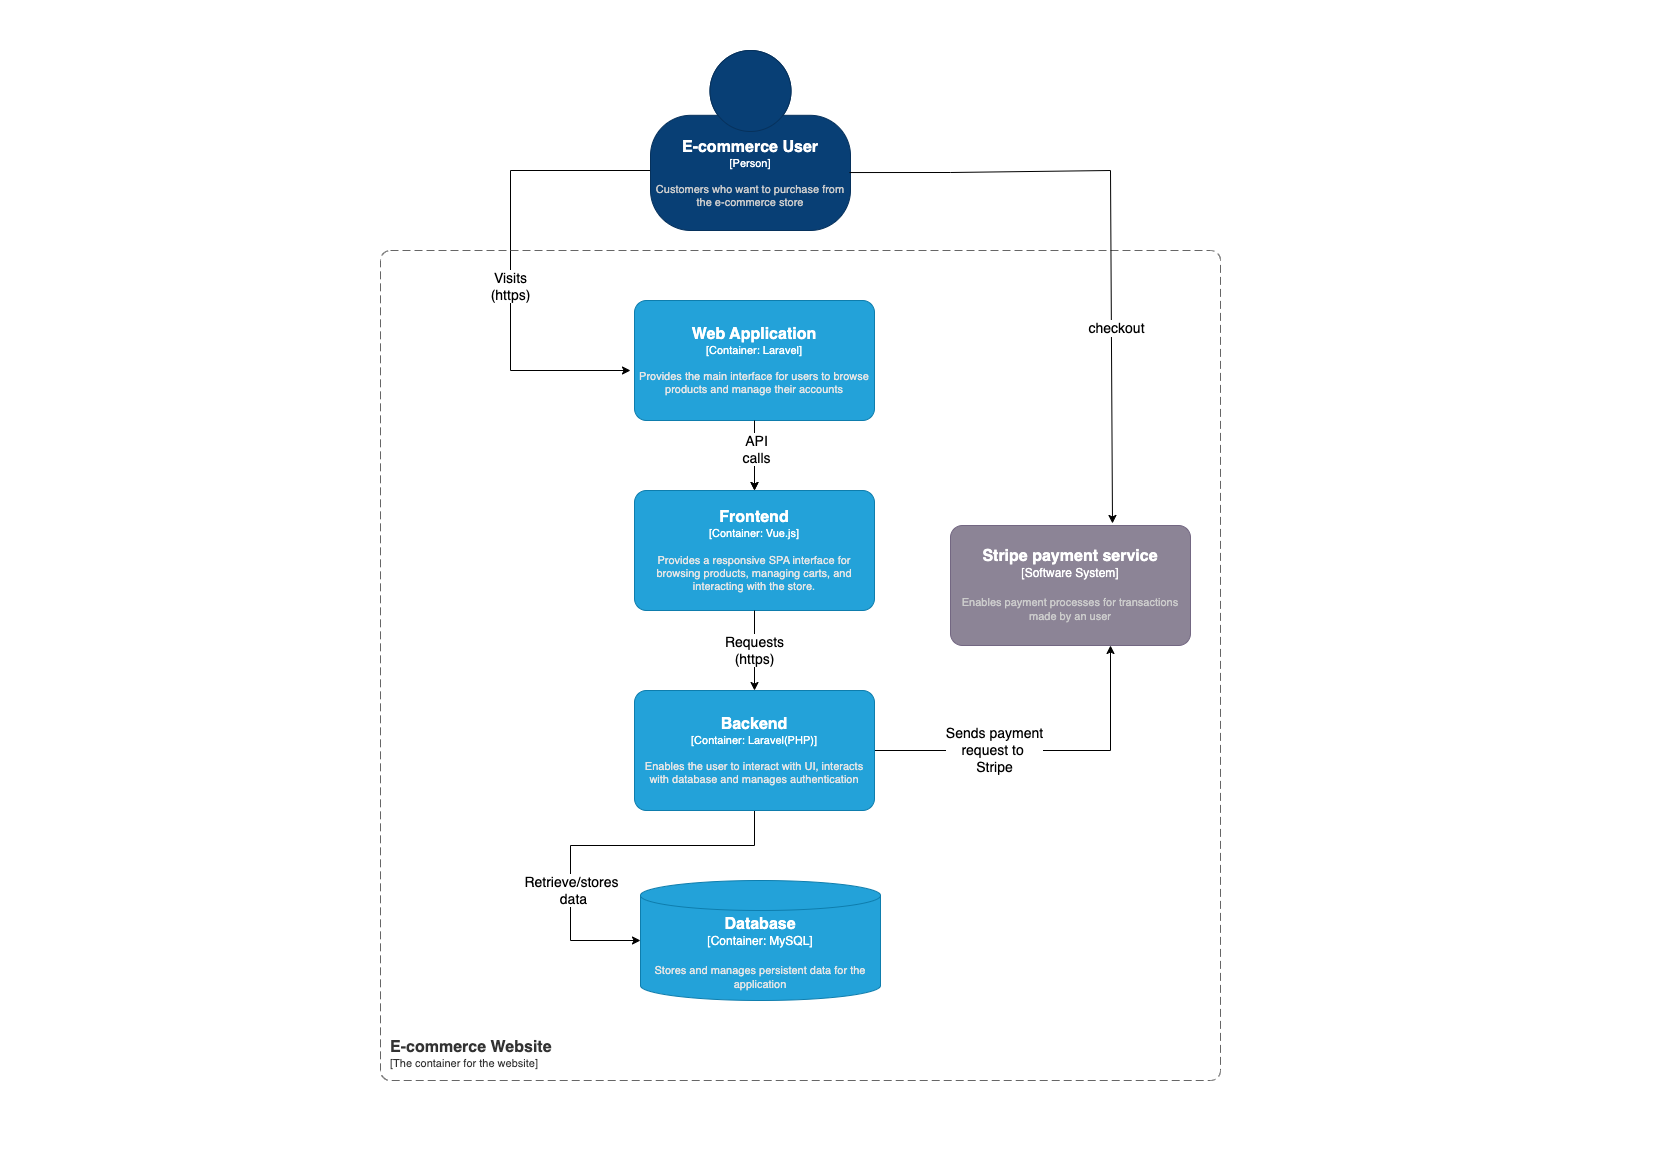 E-commerce User
[Person]
Customers who want to purchase from
the e-commerce store
Visits
(https)
checkout
Web Application
[Container: Laravel]
Provides the main interface for users to browse
products and manage their accounts
API
calls
Frontend
[Container: Vue.js]
Provides a responsive SPA interface for
browsing products, managing carts, and
interacting with the store.
Stripe payment service
[Software System]
Enables payment processes for transactions
made by an user
Requests
(https)
Backend
[Container: Laravel(PHP)]
Enables the user to interact with UI, interacts
with database and manages authentication
Sends payment
request to
Stripe
Retrieve/stores
data
Database
[Container: MySQL]
Stores and manages persistent data for the
application
E-commerce Website
[The container for the website]